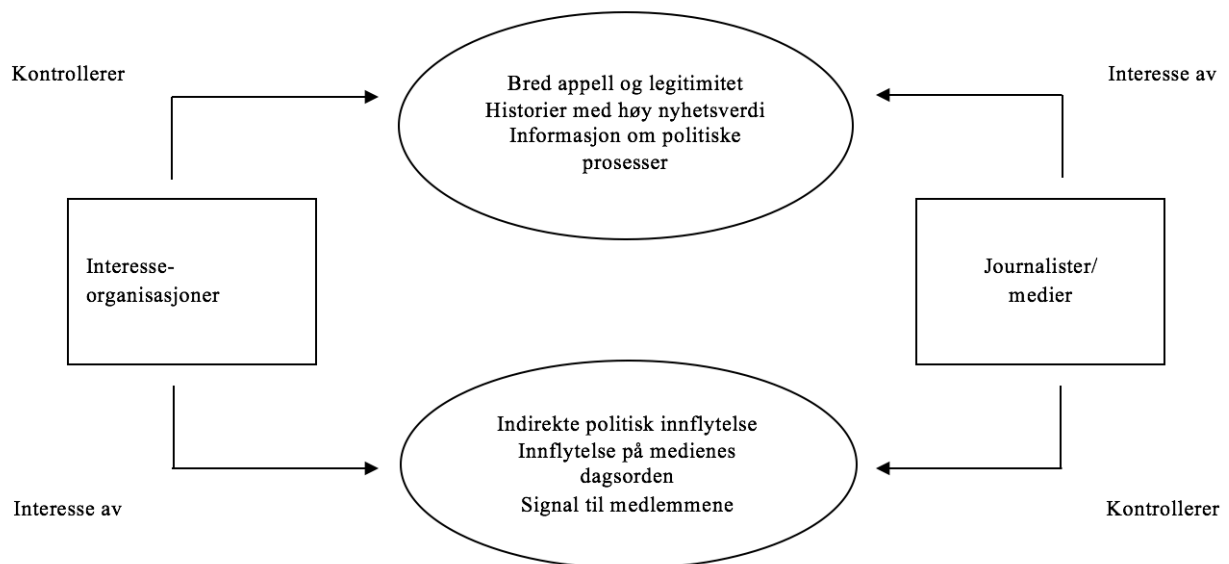 Kontrollerer
Interesse av
Bred appell og legitimitet
Historier med høy nyhetsverdi
Informasjon om politiske
prosesser
Interesse-
organisasjoner
Journalister/
medier
Indirekte politisk innflytelse
Innflytelse på medienes
dagsorden
Signal til medlemmene
Interesse av
Kontrollerer